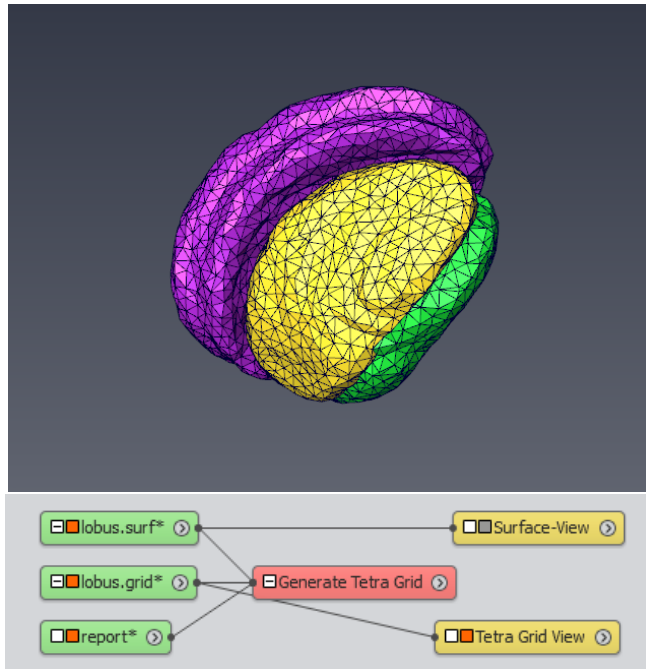 lobus.surf*
Surface-View
lobus.grid*
Generate Tetra Grid
report*
Tetra Grid View